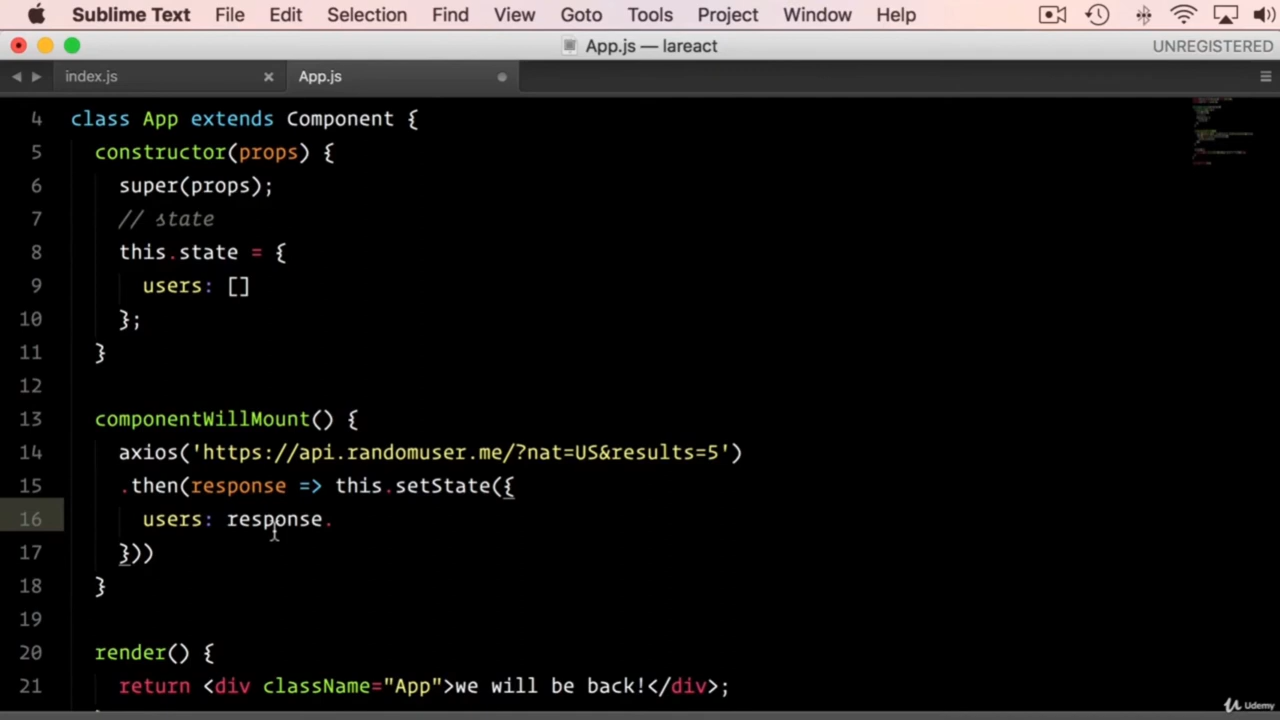 Sublime Text File Edit Selection Find View Goto Tools Project Window Help
App.js — lareact UNREGISTERED
index.js × App.js
4 class App extends Component {
5 constructor(props) {
6 super(props);
7 // state
8 this.state = {
9 users: []
10 };
11 }
12
13 componentWillMount() {
14 axios('https://api.randomuser.me/?nat=US&results=5')
15 .then(response => this.setState({
16 users: response.
17 }))
18 }
19
20 render() {
21 return <div className="App">we will be back!</div>;
Udemy